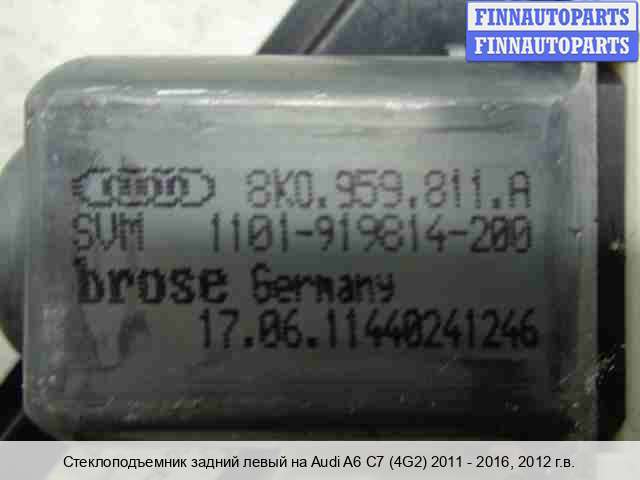 FINNAUTOPARTS
FINNAUTOPARTS
8K0.959.811.A
SVM 1101-919814-200
brose Germany
17.06.11440241246
Стеклоподъемник задний левый на Audi A6 C7 (4G2) 2011 - 2016, 2012 г.в.